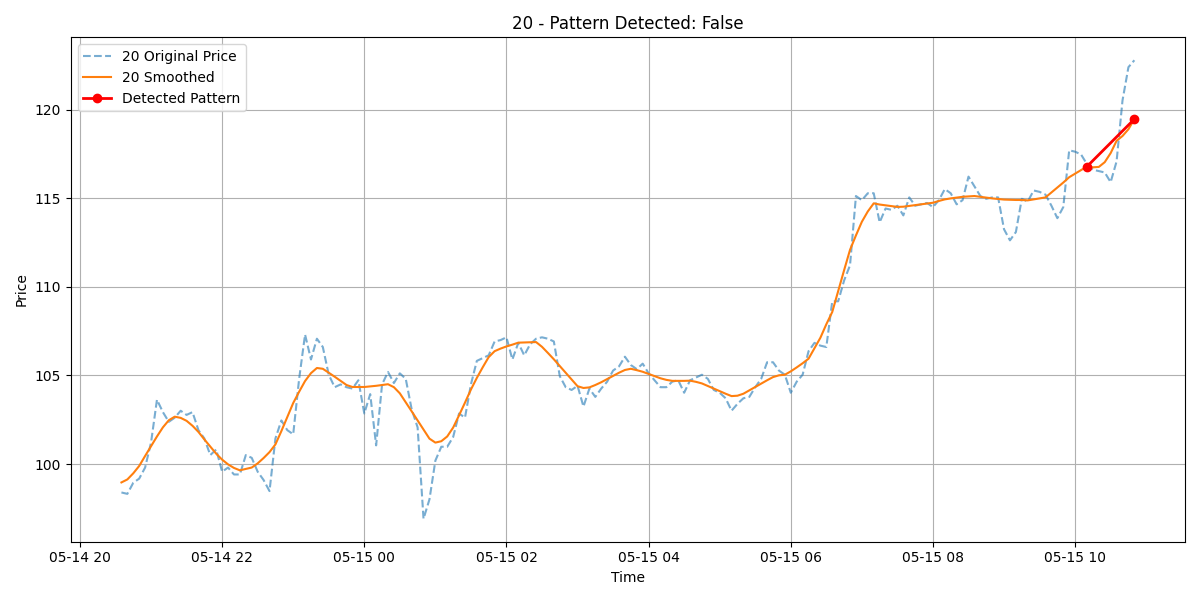 20 - Pattern Detected: False
20 Original Price
20 Smoothed
Detected Pattern
Price
120
115
110
105
100
05-14 20
05-14 22
05-15 00
05-15 02
05-15 04
05-15 06
05-15 08
05-15 10
Time